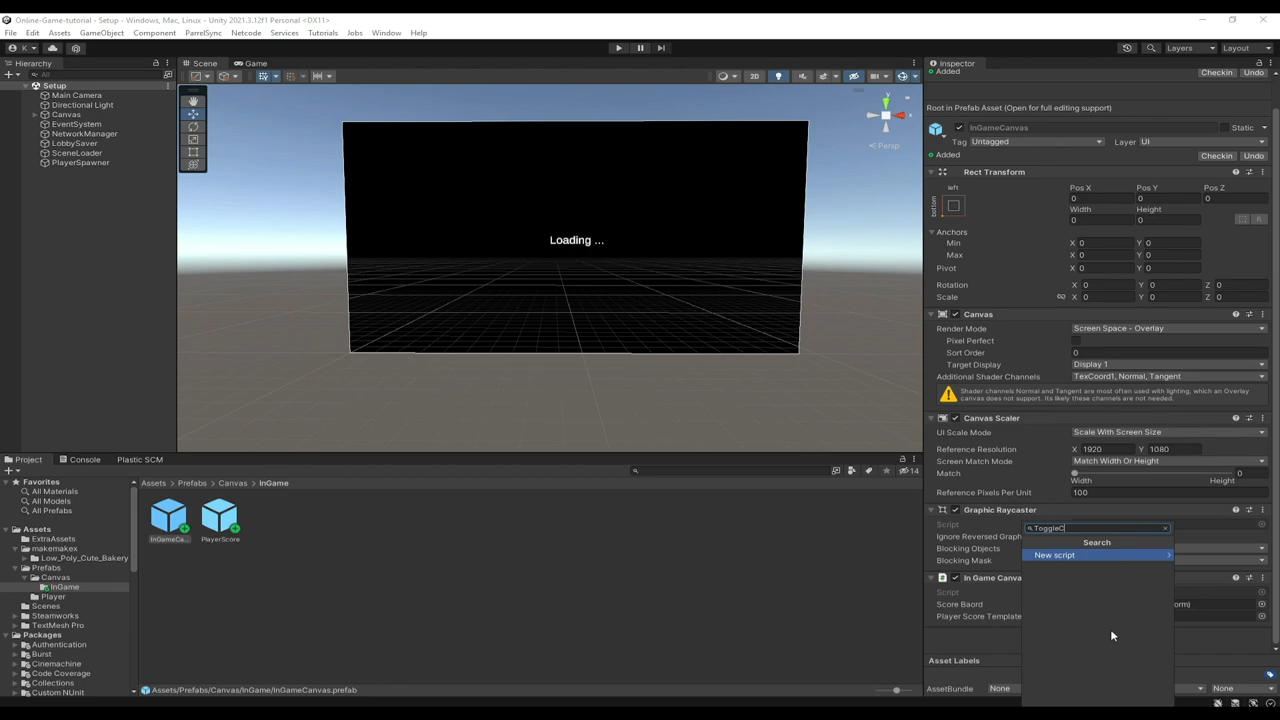 Online-Game-tutorial - Setup - Windows, Mac, Linux - Unity 2021.3.12f1 Personal <DX11>
File Edit Assets GameObject Component ParrelSync Netcode Services Tutorials Jobs Window Help
K Layers Layout
Hierarchy Scene Game Inspector
All 2D
Added Checkin Undo
Setup
Main Camera
Directional Light
Canvas
EventSystem
NetworkManager
LobbySaver
SceneLoader
PlayerSpawner
y
x
Persp
Loading ...
Root in Prefab Asset (Open for full editing support)
InGameCanvas Static
Tag Untagged Layer UI
Added Checkin Undo
Rect Transform
left Pos X Pos Y Pos Z
bottom 0 0 0
Width Height
0 0 R
Anchors
Min X 0 Y 0
Max X 0 Y 0
Pivot X 0 Y 0
Rotation X 0 Y 0 Z 0
Scale X 0 Y 0 Z 0
Canvas
Render Mode Screen Space - Overlay
Pixel Perfect
Sort Order 0
Target Display Display 1
Additional Shader Channels TexCoord1, Normal, Tangent
Shader channels Normal and Tangent are most often used with lighting, which an Overlay
canvas does not support. Its likely these channels are not needed.
Canvas Scaler
UI Scale Mode Scale With Screen Size
Reference Resolution X 1920 Y 1080
Screen Match Mode Match Width Or Height
Match 0
Width Height
Reference Pixels Per Unit 100
Graphic Raycaster
Script
Ignore Reversed Graph
Blocking Objects
Blocking Mask
ToggleC
Search
New script
In Game Canva
Script
Score Baord orm)
Player Score Template
Asset Labels
AssetBundle None None
Project Console Plastic SCM
14
Favorites
All Materials
All Models
All Prefabs
Assets
ExtraAssets
makemakex
Low_Poly_Cute_Bakery
Prefabs
Canvas
InGame
Player
Scenes
Steamworks
TextMesh Pro
Packages
Authentication
Burst
Cinemachine
Code Coverage
Collections
Custom NUnit
Assets Prefabs Canvas InGame
InGameCa... PlayerScore
Assets/Prefabs/Canvas/InGame/InGameCanvas.prefab